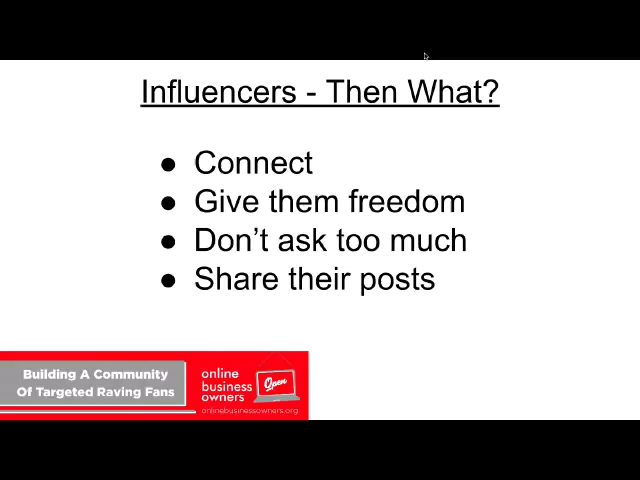 Influencers - Then What?
● Connect
● Give them freedom
● Don't ask too much
● Share their posts
Building A Community
Of Targeted Raving Fans
online
business
owners
Open
onlinebusinessowners.org